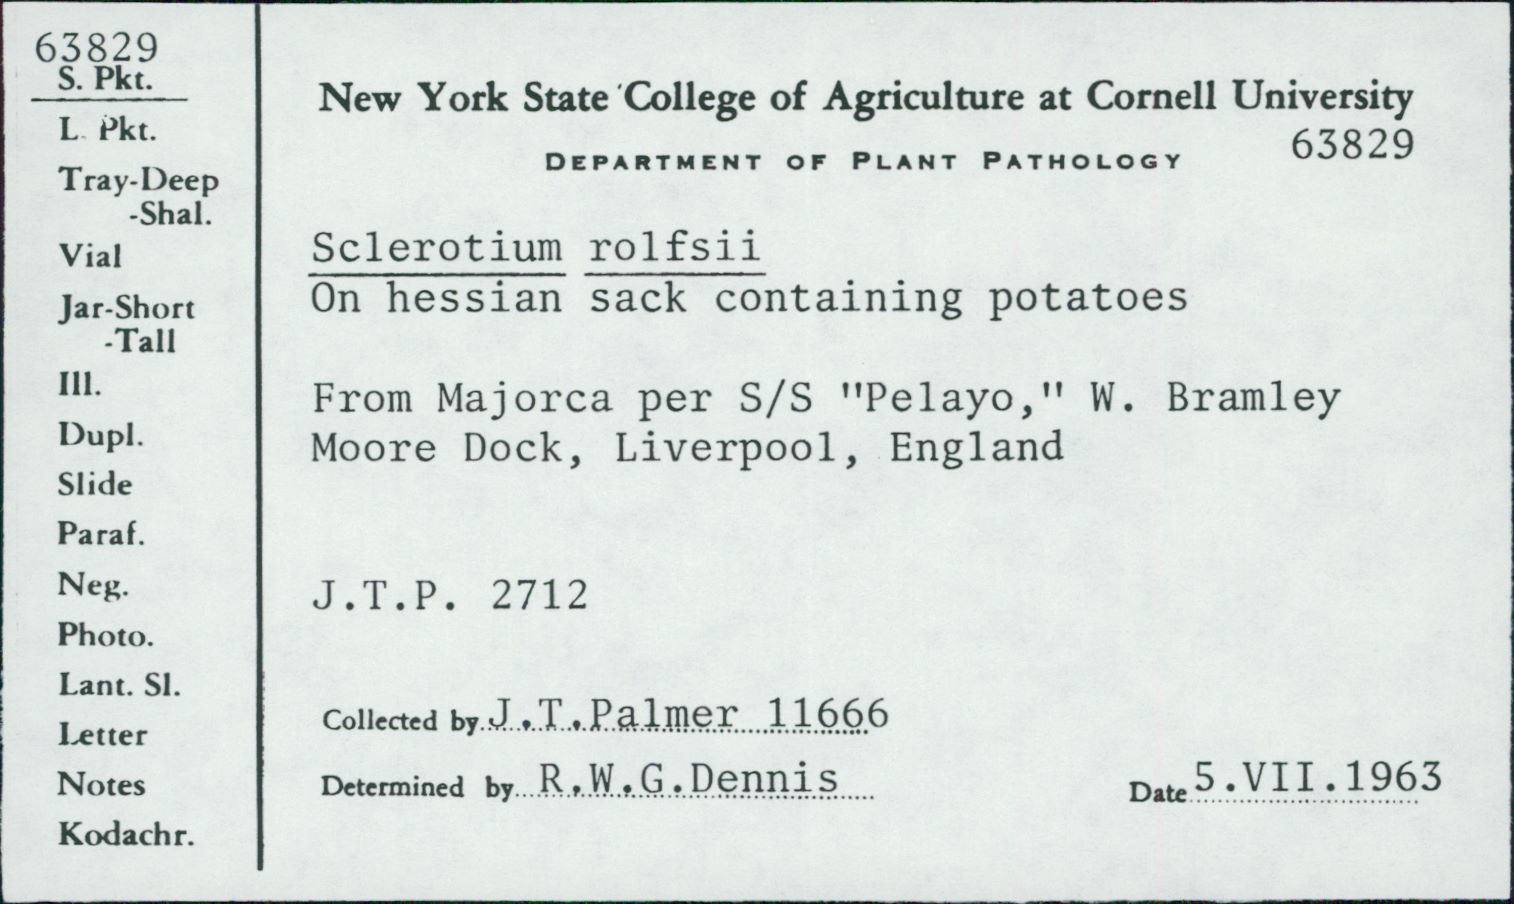 63829
S. Pkt.
L. Pkt.
Tray-Deep
-Shal.
Vial
Jar-Short
-Tall
Ill.
Dupl.
Slide
Paraf.
Neg.
Photo.
Lant. Sl.
Letter
Notes
Kodachr.
New York State College of Agriculture at Cornell University
DEPARTMENT OF PLANT PATHOLOGY 63829
Sclerotium rolfsii
On hessian sack containing potatoes
From Majorca per S/S "Pelayo," W. Bramley
Moore Dock, Liverpool, England
J.T.P. 2712
Collected by J.T.Palmer 11666
Determined by R.W.G.Dennis
Date 5.VII.1963